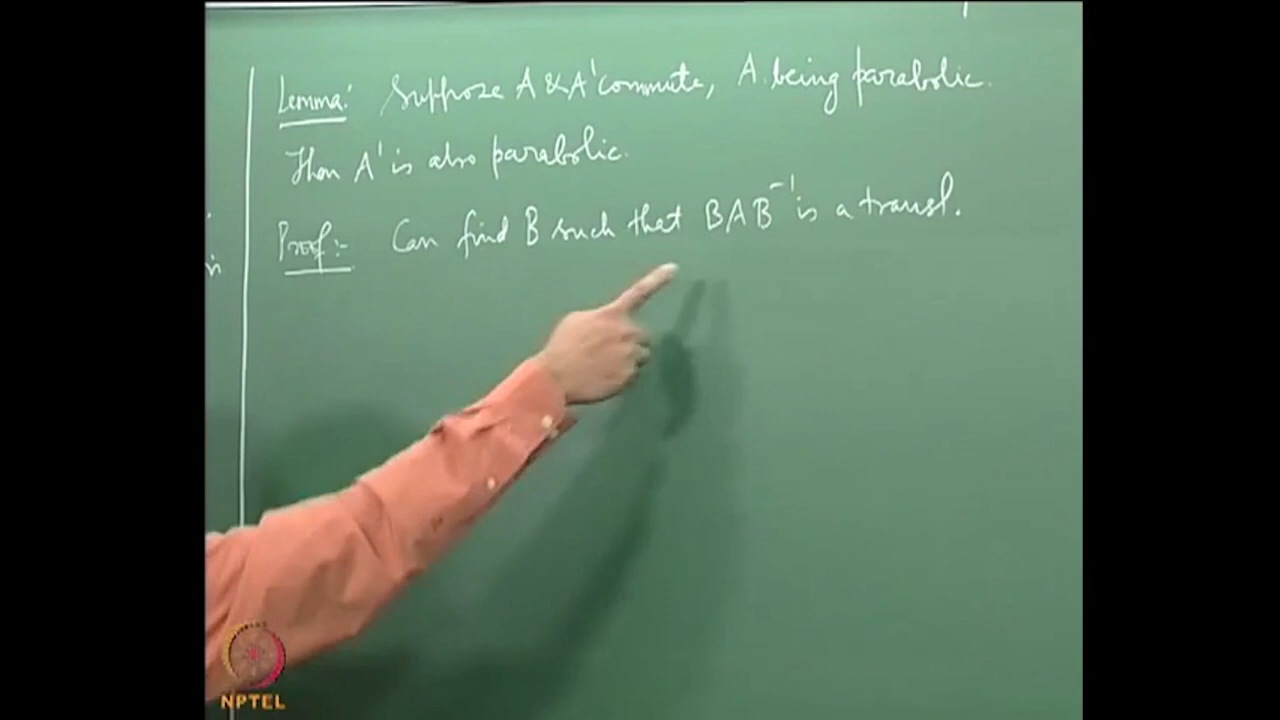 Lemma: Suppose A & A' commute, A being parabolic.
Then A' is also parabolic.
Proof:- Can find B such that BAB⁻¹ is a transl.
NPTEL